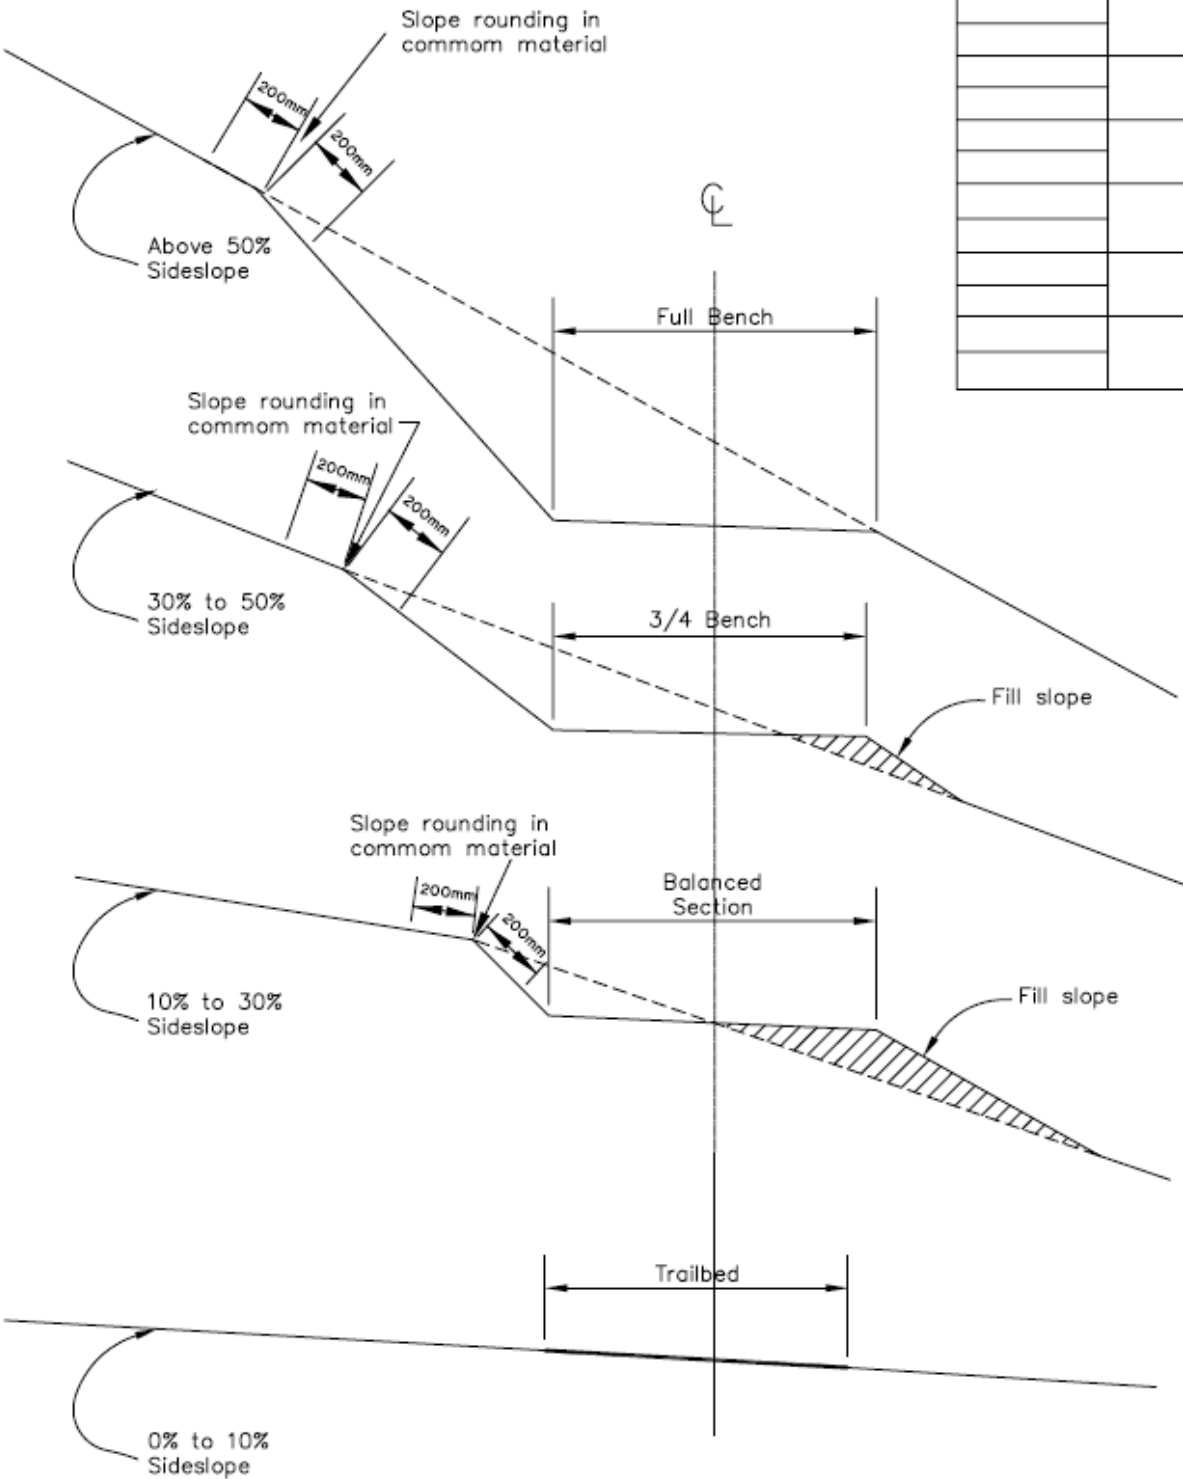 Slope rounding in
commom material
200mm
200mm
Above 50%
Sideslope
℄
Full Bench
Slope rounding in
commom material
200mm
200mm
30% to 50%
Sideslope
3/4 Bench
Fill slope
Slope rounding in
commom material
200mm
200mm
Balanced
Section
10% to 30%
Sideslope
Fill slope
Trailbed
0% to 10%
Sideslope